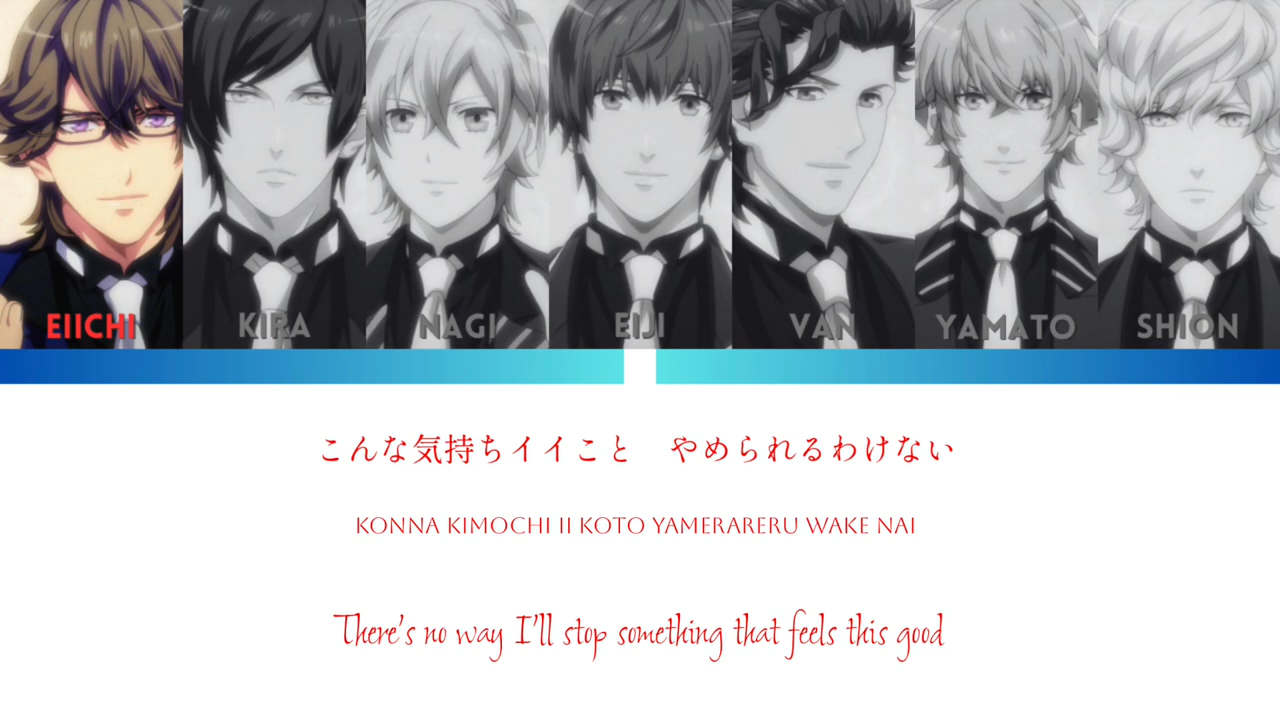 EIICHI KIRA NAGI EIJI VAN YAMATO SHION
こんな気持ちイイこと　やめられるわけない
KONNA KIMOCHI II KOTO YAMERARERU WAKE NAI
There's no way I'll stop something that feels this good